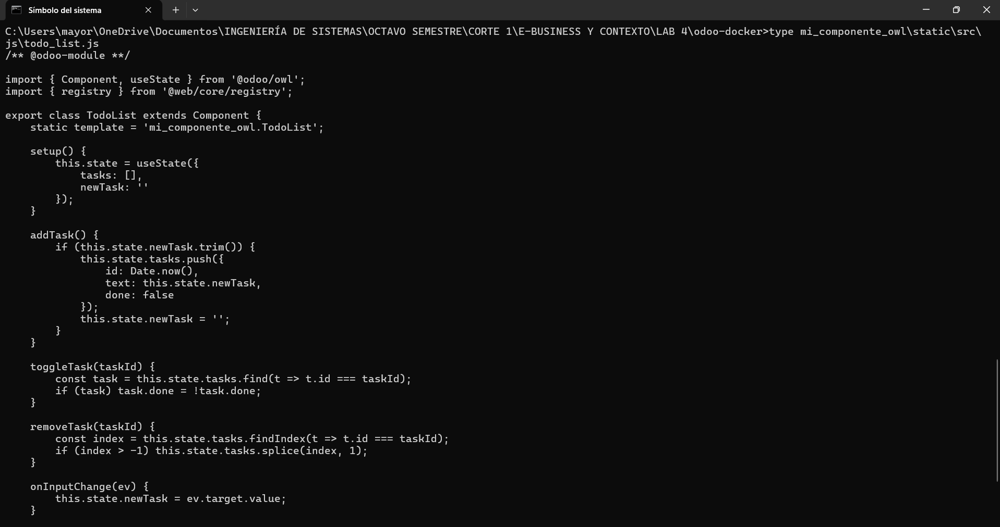 Símbolo del sistema
C:\Users\mayor\OneDrive\Documentos\INGENIERÍA DE SISTEMAS\OCTAVO SEMESTRE\CORTE 1\E-BUSINESS Y CONTEXTO\LAB 4\odoo-docker>type mi_componente_owl\static\src\
js\todo_list.js
/** @odoo-module **/

import { Component, useState } from '@odoo/owl';
import { registry } from '@web/core/registry';

export class TodoList extends Component {
    static template = 'mi_componente_owl.TodoList';

    setup() {
        this.state = useState({
            tasks: [],
            newTask: ''
        });
    }

    addTask() {
        if (this.state.newTask.trim()) {
            this.state.tasks.push({
                id: Date.now(),
                text: this.state.newTask,
                done: false
            });
            this.state.newTask = '';
        }
    }

    toggleTask(taskId) {
        const task = this.state.tasks.find(t => t.id === taskId);
        if (task) task.done = !task.done;
    }

    removeTask(taskId) {
        const index = this.state.tasks.findIndex(t => t.id === taskId);
        if (index > -1) this.state.tasks.splice(index, 1);
    }

    onInputChange(ev) {
        this.state.newTask = ev.target.value;
    }